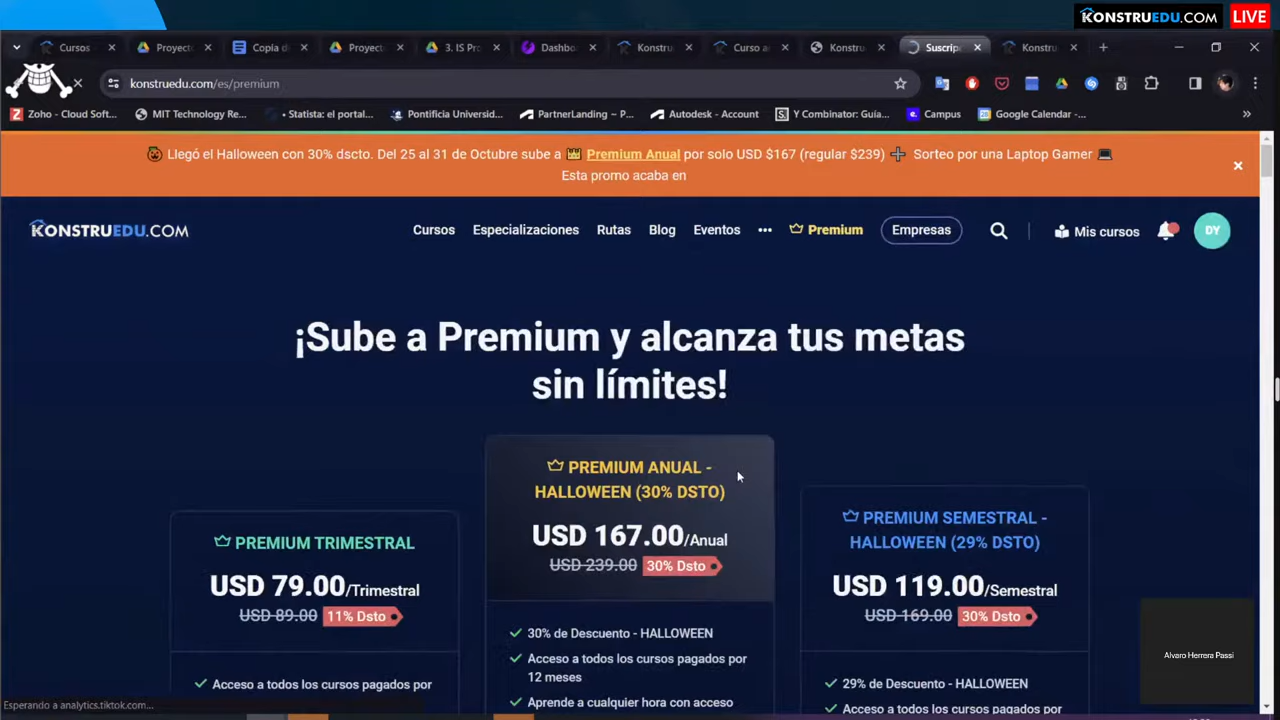 KONSTRUEDU.COM LIVE
Cursos
Proyect
Copia d
Proyect
3. IS Pro
Dashbo
Konstru
Curso a
Konstru
Suscrip
Konstru
konstruedu.com/es/premium
Zoho - Cloud Soft...
MIT Technology Re...
Statista: el portal...
Pontificia Universid...
PartnerLanding – P...
Autodesk - Account
Y Combinator: Guía...
Campus
Google Calendar -...
»
Llegó el Halloween con 30% dscto. Del 25 al 31 de Octubre sube a 👑 Premium Anual por solo USD $167 (regular $239) ➕ Sorteo por una Laptop Gamer
Esta promo acaba en
KONSTRUEDU.COM
Cursos
Especializaciones
Rutas
Blog
Eventos
•••
Premium
Empresas
Mis cursos
DY
¡Sube a Premium y alcanza tus metas
sin límites!
PREMIUM TRIMESTRAL
USD 79.00/Trimestral
USD 89.00 11% Dsto
Acceso a todos los cursos pagados por
PREMIUM ANUAL -
HALLOWEEN (30% DSTO)
USD 167.00/Anual
USD 239.00 30% Dsto
30% de Descuento - HALLOWEEN
Acceso a todos los cursos pagados por
12 meses
Aprende a cualquier hora con acceso
PREMIUM SEMESTRAL -
HALLOWEEN (29% DSTO)
USD 119.00/Semestral
USD 169.00 30% Dsto
29% de Descuento - HALLOWEEN
Acceso a todos los cursos pagados por
Alvaro Herrera Passi
Esperando a analytics.tiktok.com...